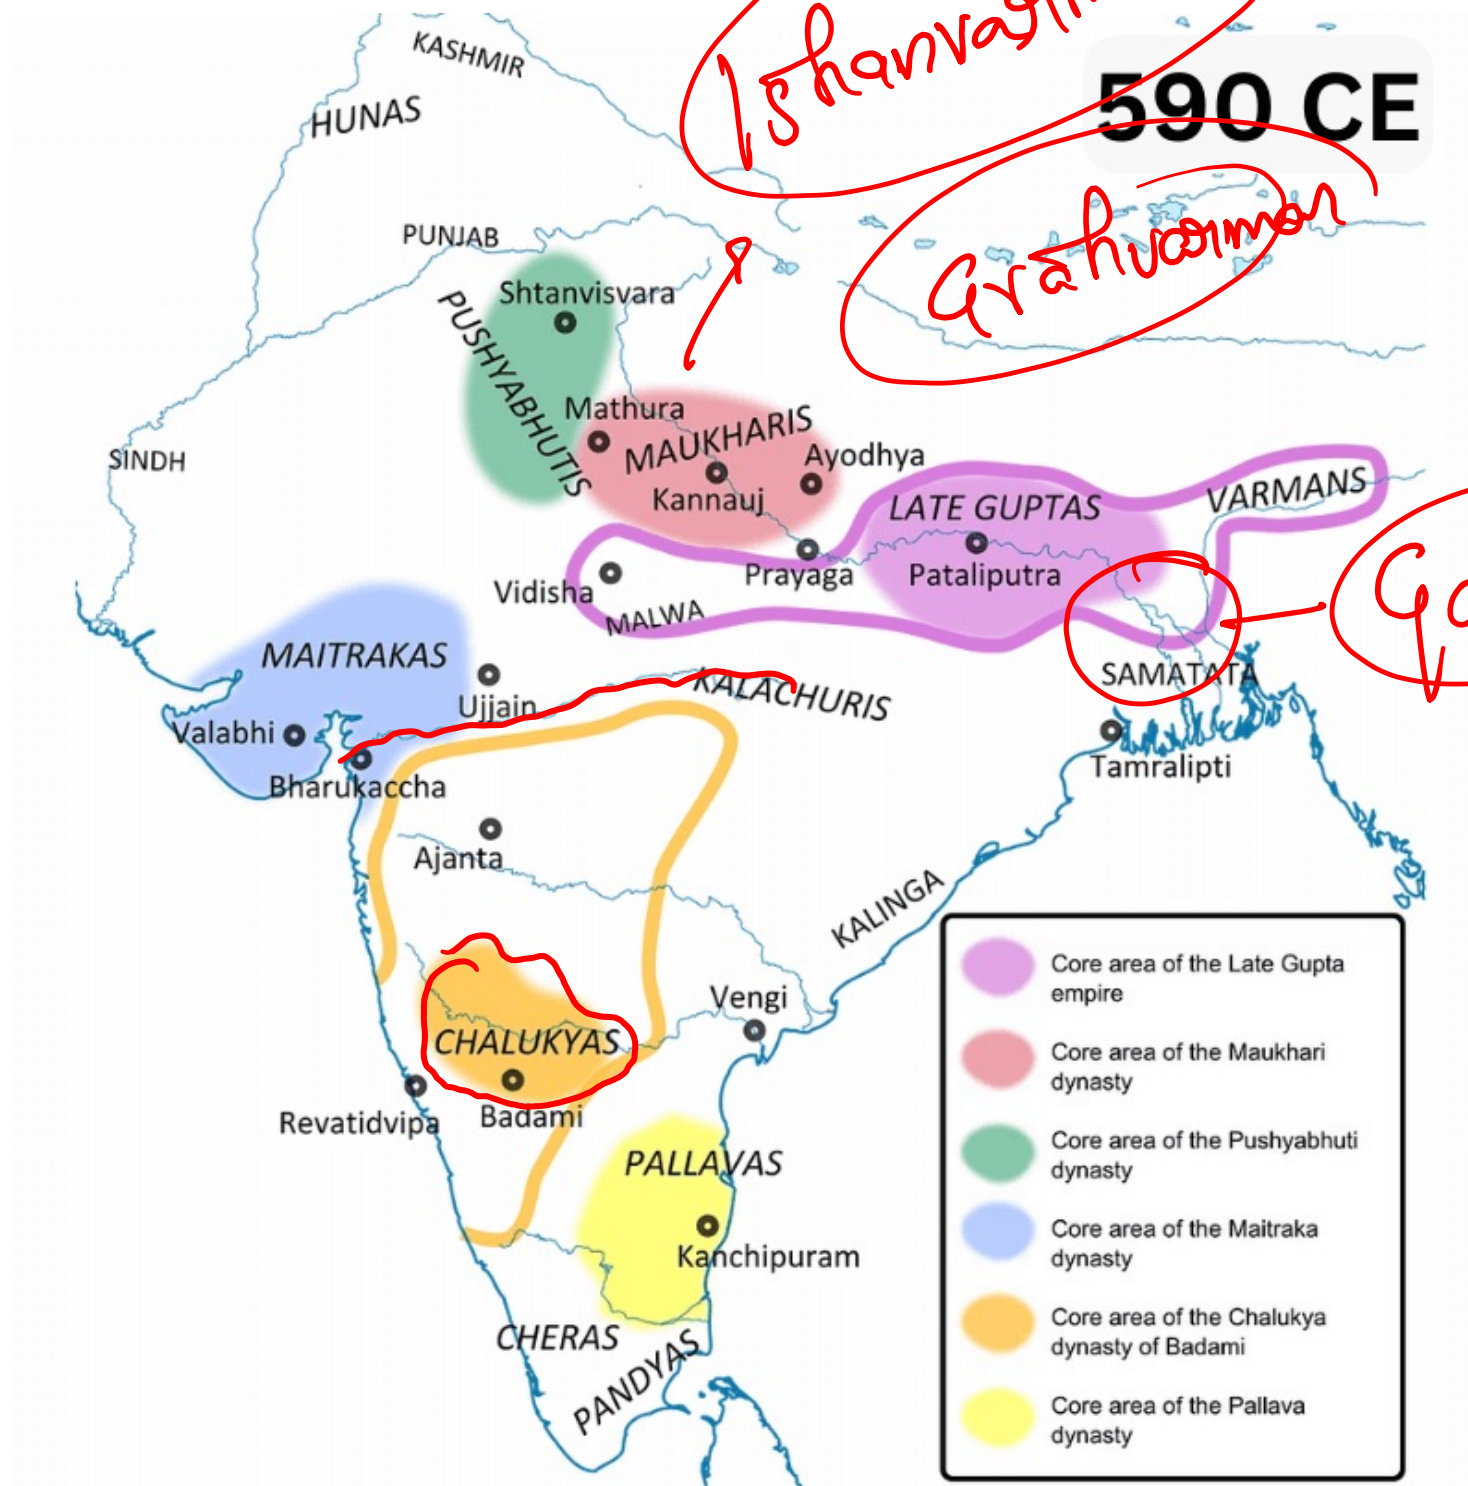 KASHMIR
590 CE
HUNAS
PUNJAB
Grahvarman
Shtanvisvara
PUSHYABHUTIS
Mathura
MAUKHARIS
Ayodhya
SINDH
Kannauj
LATE GUPTAS
VARMANS
Prayaga
Pataliputra
Vidisha
MALWA
MAITRAKAS
SAMATATA
Ujjain
KALACHURIS
Valabhi
Bharukaccha
Tamralipti
Ajanta
KALINGA
Vengi
CHALUKYAS
Badami
Revatidvipa
PALLAVAS
Kanchipuram
CHERAS
PANDYAS
Core area of the Late Gupta
empire
Core area of the Maukhari
dynasty
Core area of the Pushyabhuti
dynasty
Core area of the Maitraka
dynasty
Core area of the Chalukya
dynasty of Badami
Core area of the Pallava
dynasty